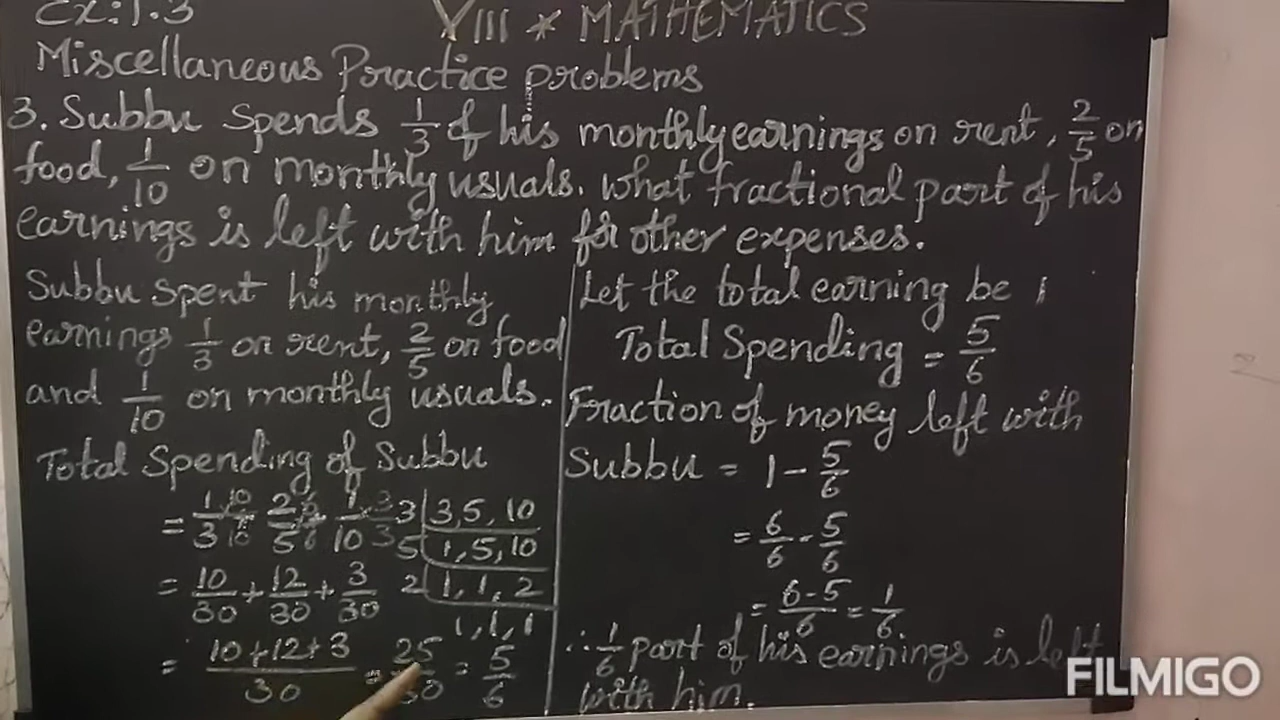 Ex:1.3
VIII * MATHEMATICS
Miscellaneous Practice problems
3. Subbu Spends 1/3 of his monthly earnings on rent, 2/5 on
food, 1/10 on monthly usuals. what fractional part of his
earnings is left with him for other expenses.
Subbu spent his monthly
earnings 1/3 on rent, 2/5 on food
and 1/10 on monthly usuals.
Total Spending of Subbu
= 1/3 × 10/10 + 2/5 × 6/6 + 1/10 × 3/3
= 10/30 + 12/30 + 3/30
= 10+12+3/30 = 25/30 = 5/6
3 | 3, 5, 10
5 | 1, 5, 10
2 | 1, 1, 2
1, 1, 1
Let the total earning be 1
Total Spending = 5/6
Fraction of money left with
Subbu = 1 - 5/6
= 6/6 - 5/6
= 6-5/6 = 1/6
∴ 1/6 part of his earnings is left
with him.
FILMIGO